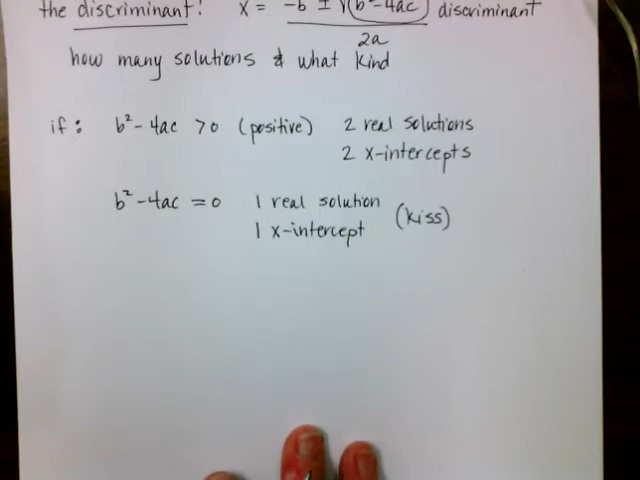 the discriminant! x = -b ± √(b²-4ac) discriminant
2a
how many solutions & what kind
if: b²-4ac >0 (positive) 2 real solutions
2 x-intercepts
b²-4ac =0 1 real solution
1 x-intercept (kiss)